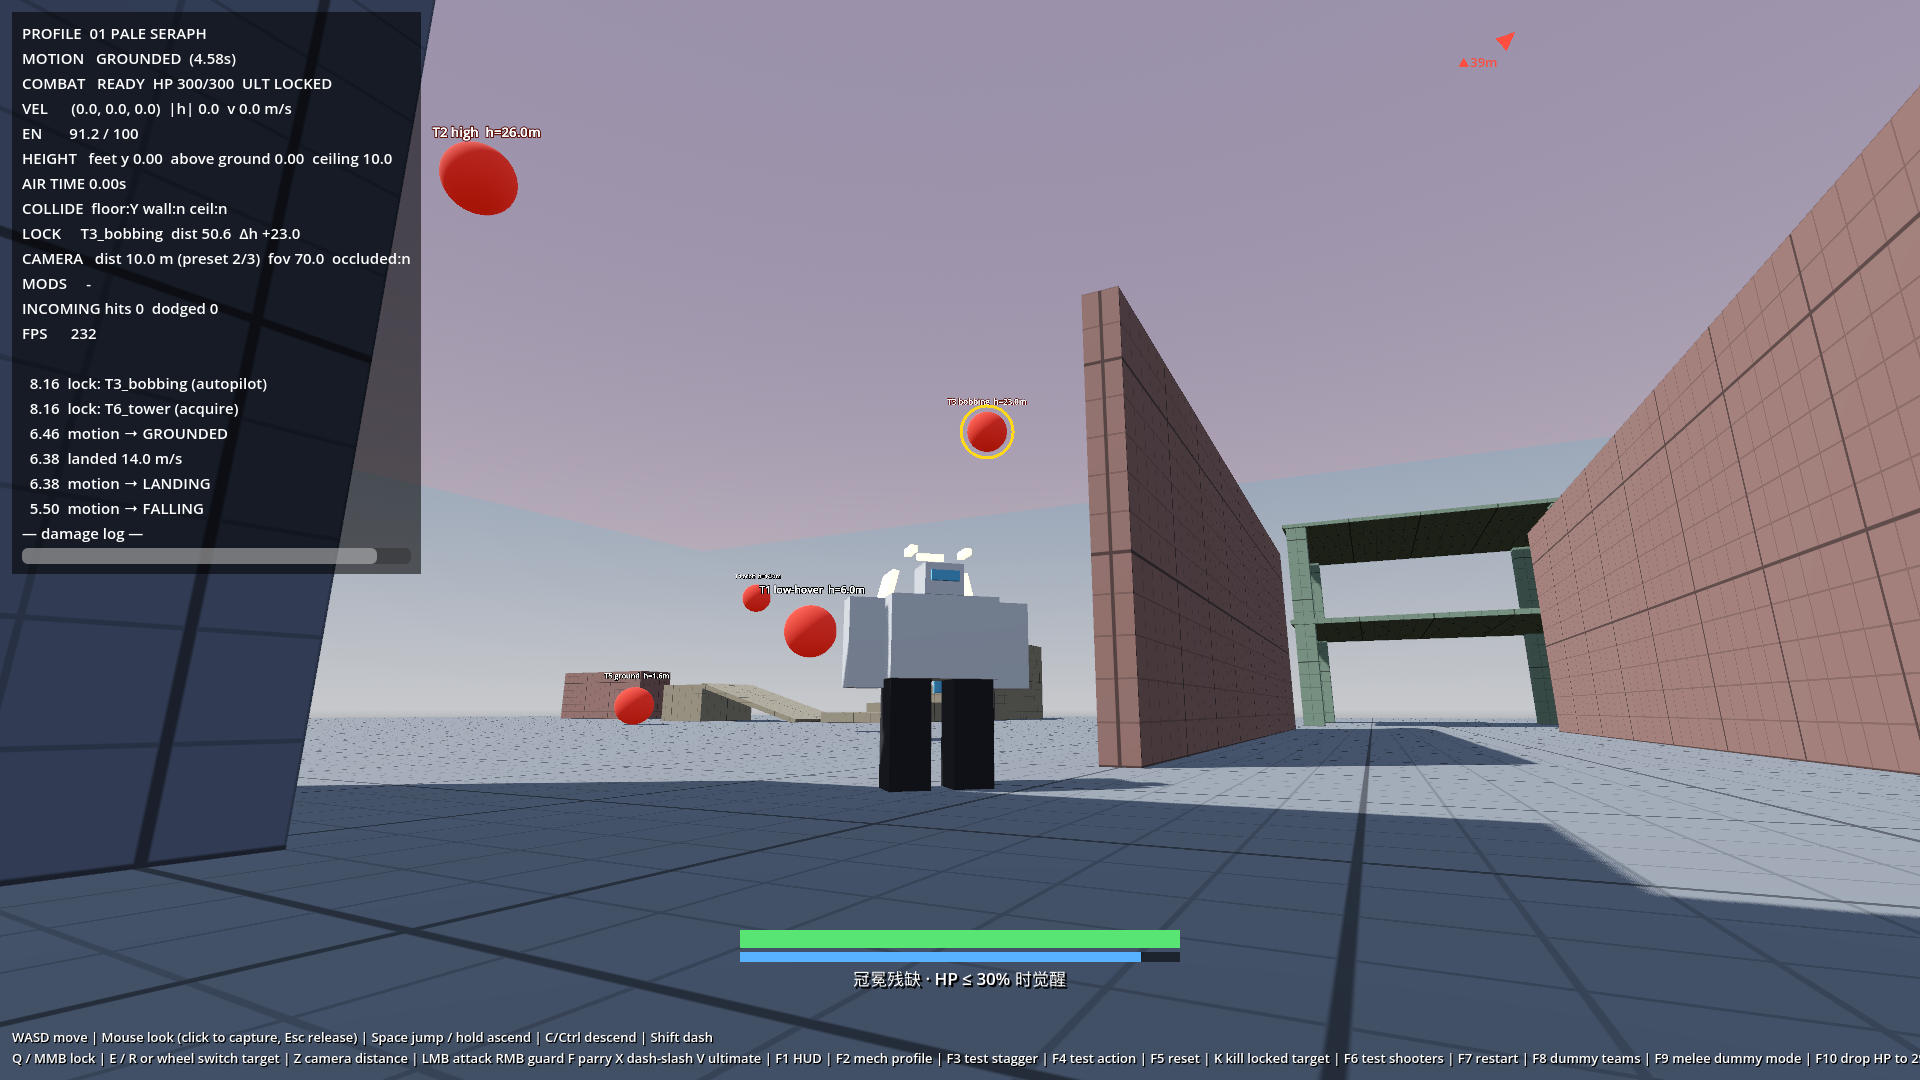 PROFILE 01 PALE SERAPH
MOTION GROUNDED (4.58s)
COMBAT READY HP 300/300 ULT LOCKED
VEL (0.0, 0.0, 0.0) |h| 0.0 v 0.0 m/s
EN 91.2 / 100
HEIGHT feet y 0.00 above ground 0.00 ceiling 10.0
AIR TIME 0.00s
COLLIDE floor:Y wall:n ceil:n
LOCK T3_bobbing dist 50.6 Δh +23.0
CAMERA dist 10.0 m (preset 2/3) fov 70.0 occluded:n
MODS -
INCOMING hits 0 dodged 0
FPS 232
8.16 lock: T3_bobbing (autopilot)
8.16 lock: T6_tower (acquire)
6.46 motion → GROUNDED
6.38 landed 14.0 m/s
6.38 motion → LANDING
5.50 motion → FALLING
— damage log —
▲39m
T2 high h=26.0m
T3 bobbing h=23.0m
T1 low-hover h=6.0m
T5 ground h=1.6m
冠冕残缺 · HP ≤ 30% 时觉醒
WASD move | Mouse look (click to capture, Esc release) | Space jump / hold ascend | C/Ctrl descend | Shift dash
Q / MMB lock | E / R or wheel switch target | Z camera distance | LMB attack RMB guard F parry X dash-slash V ultimate | F1 HUD | F2 mech profile | F3 test stagger | F4 test action | F5 reset | K kill locked target | F6 test shooters | F7 restart | F8 dummy teams | F9 melee dummy mode | F10 drop HP to